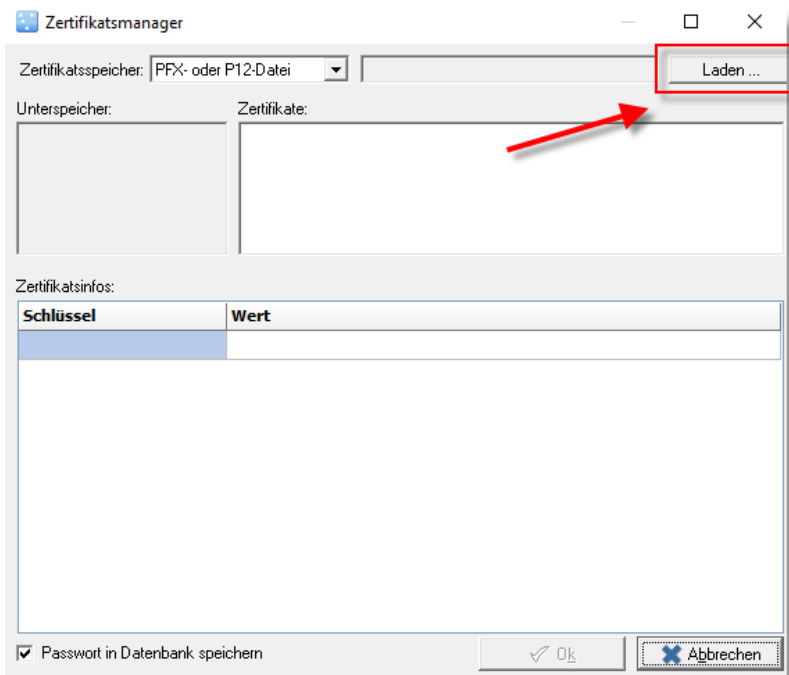 Zertifikatsmanager
Zertifikatsspeicher: PFX- oder P12-Datei Laden ...
Unterspeicher: Zertifikate:
Zertifikatsinfos:
Schlüssel Wert
Passwort in Datenbank speichern Ok Abbrechen